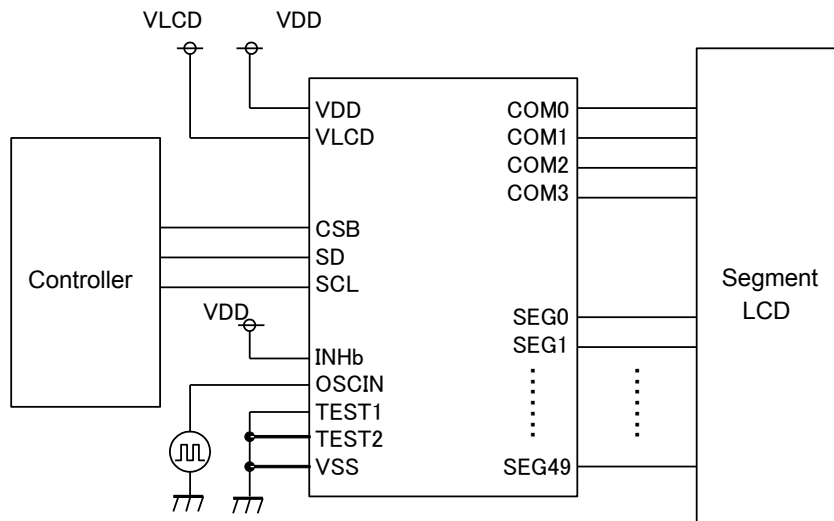 VLCD VDD
VDD
VLCD
CSB
SD
SCL
INHb
OSCIN
TEST1
TEST2
VSS
COM0
COM1
COM2
COM3
SEG0
SEG1
SEG49
Controller
VDD
Segment
LCD